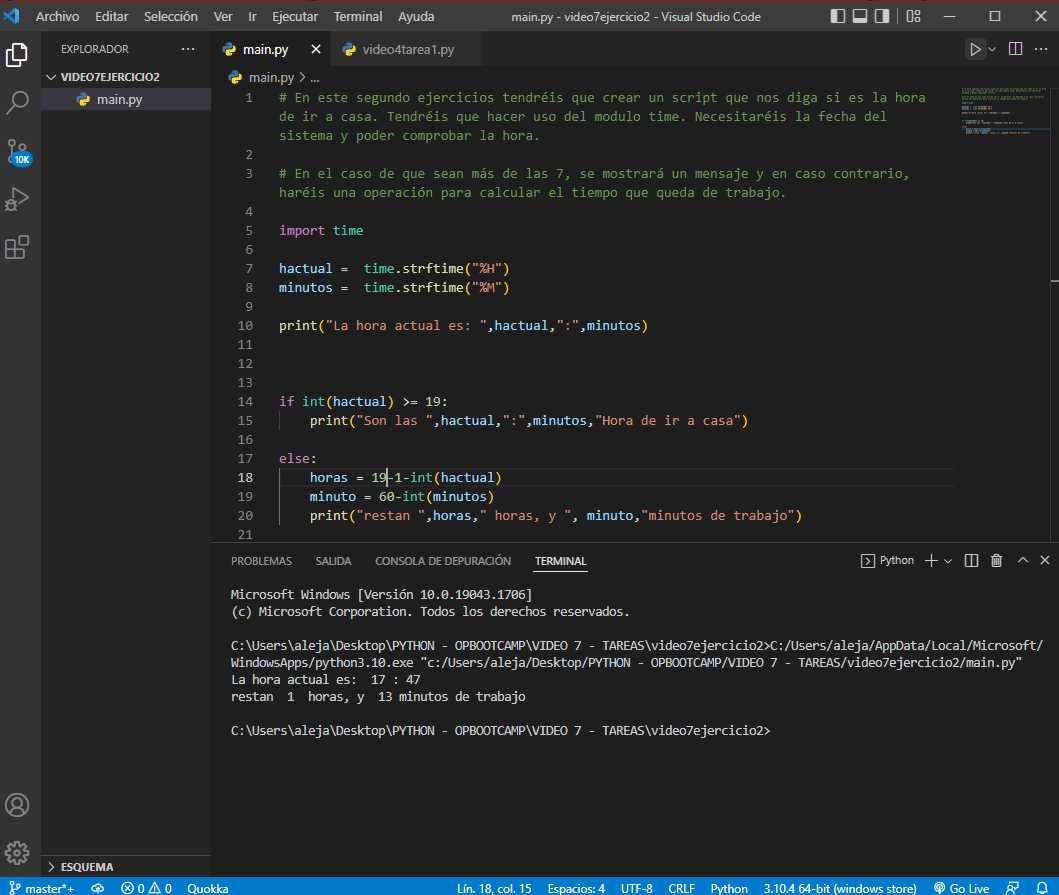 Archivo Editar Selección Ver Ir Ejecutar Terminal Ayuda main.py - video7ejercicio2 - Visual Studio Code
EXPLORADOR ··· main.py video4tarea1.py ···
VIDEO7EJERCICIO2
main.py
main.py > ...
1 # En este segundo ejercicios tendréis que crear un script que nos diga si es la hora
de ir a casa. Tendréis que hacer uso del modulo time. Necesitaréis la fecha del
sistema y poder comprobar la hora.
2
3 # En el caso de que sean más de las 7, se mostrará un mensaje y en caso contrario,
haréis una operación para calcular el tiempo que queda de trabajo.
4
5 import time
6
7 hactual =  time.strftime("%H")
8 minutos =  time.strftime("%M")
9
10 print("La hora actual es: ",hactual,":",minutos)
11
12
13
14 if int(hactual) >= 19:
15     print("Son las ",hactual,":",minutos,"Hora de ir a casa")
16
17 else:
18     horas = 19-1-int(hactual)
19     minuto = 60-int(minutos)
20     print("restan ",horas," horas, y ", minuto,"minutos de trabajo")
21
PROBLEMAS SALIDA CONSOLA DE DEPURACIÓN TERMINAL Python
Microsoft Windows [Versión 10.0.19043.1706]
(c) Microsoft Corporation. Todos los derechos reservados.
C:\Users\aleja\Desktop\PYTHON - OPBOOTCAMP\VIDEO 7 - TAREAS\video7ejercicio2>C:/Users/aleja/AppData/Local/Microsoft/
WindowsApps/python3.10.exe "c:/Users/aleja/Desktop/PYTHON - OPBOOTCAMP/VIDEO 7 - TAREAS/video7ejercicio2/main.py"
La hora actual es:  17 : 47
restan  1  horas, y  13 minutos de trabajo
C:\Users\aleja\Desktop\PYTHON - OPBOOTCAMP\VIDEO 7 - TAREAS\video7ejercicio2>
10K
ESQUEMA
master*+ 0 0 Quokka Lín. 18, col. 15 Espacios: 4 UTF-8 CRLF Python 3.10.4 64-bit (windows store) Go Live